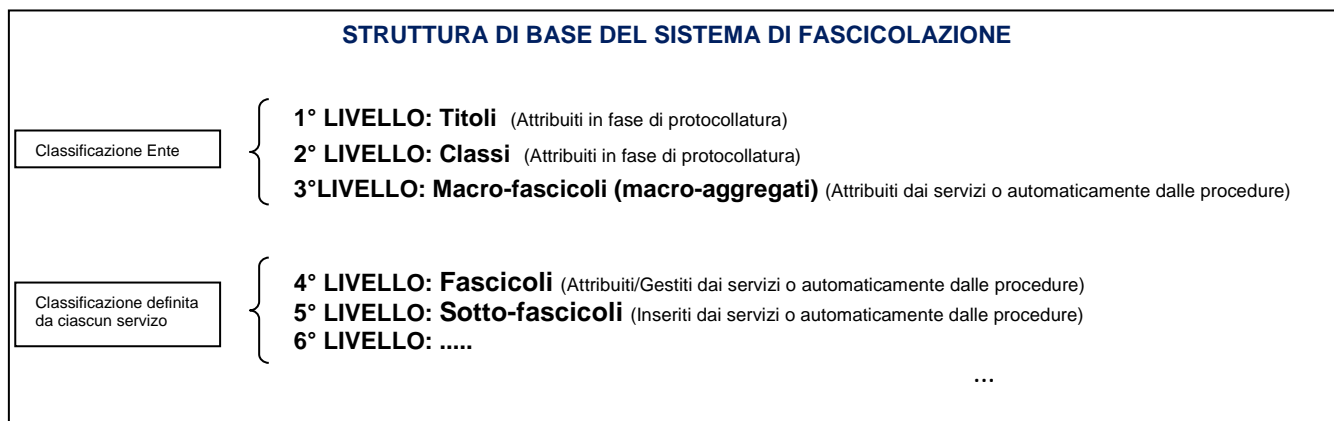 STRUTTURA DI BASE DEL SISTEMA DI FASCICOLAZIONE
Classificazione Ente
1° LIVELLO: Titoli (Attribuiti in fase di protocollatura)
2° LIVELLO: Classi (Attribuiti in fase di protocollatura)
3°LIVELLO: Macro-fascicoli (macro-aggregati) (Attribuiti dai servizi o automaticamente dalle procedure)
Classificazione definita
da ciascun servizo
4° LIVELLO: Fascicoli (Attribuiti/Gestiti dai servizi o automaticamente dalle procedure)
5° LIVELLO: Sotto-fascicoli (Inseriti dai servizi o automaticamente dalle procedure)
6° LIVELLO: .....
...